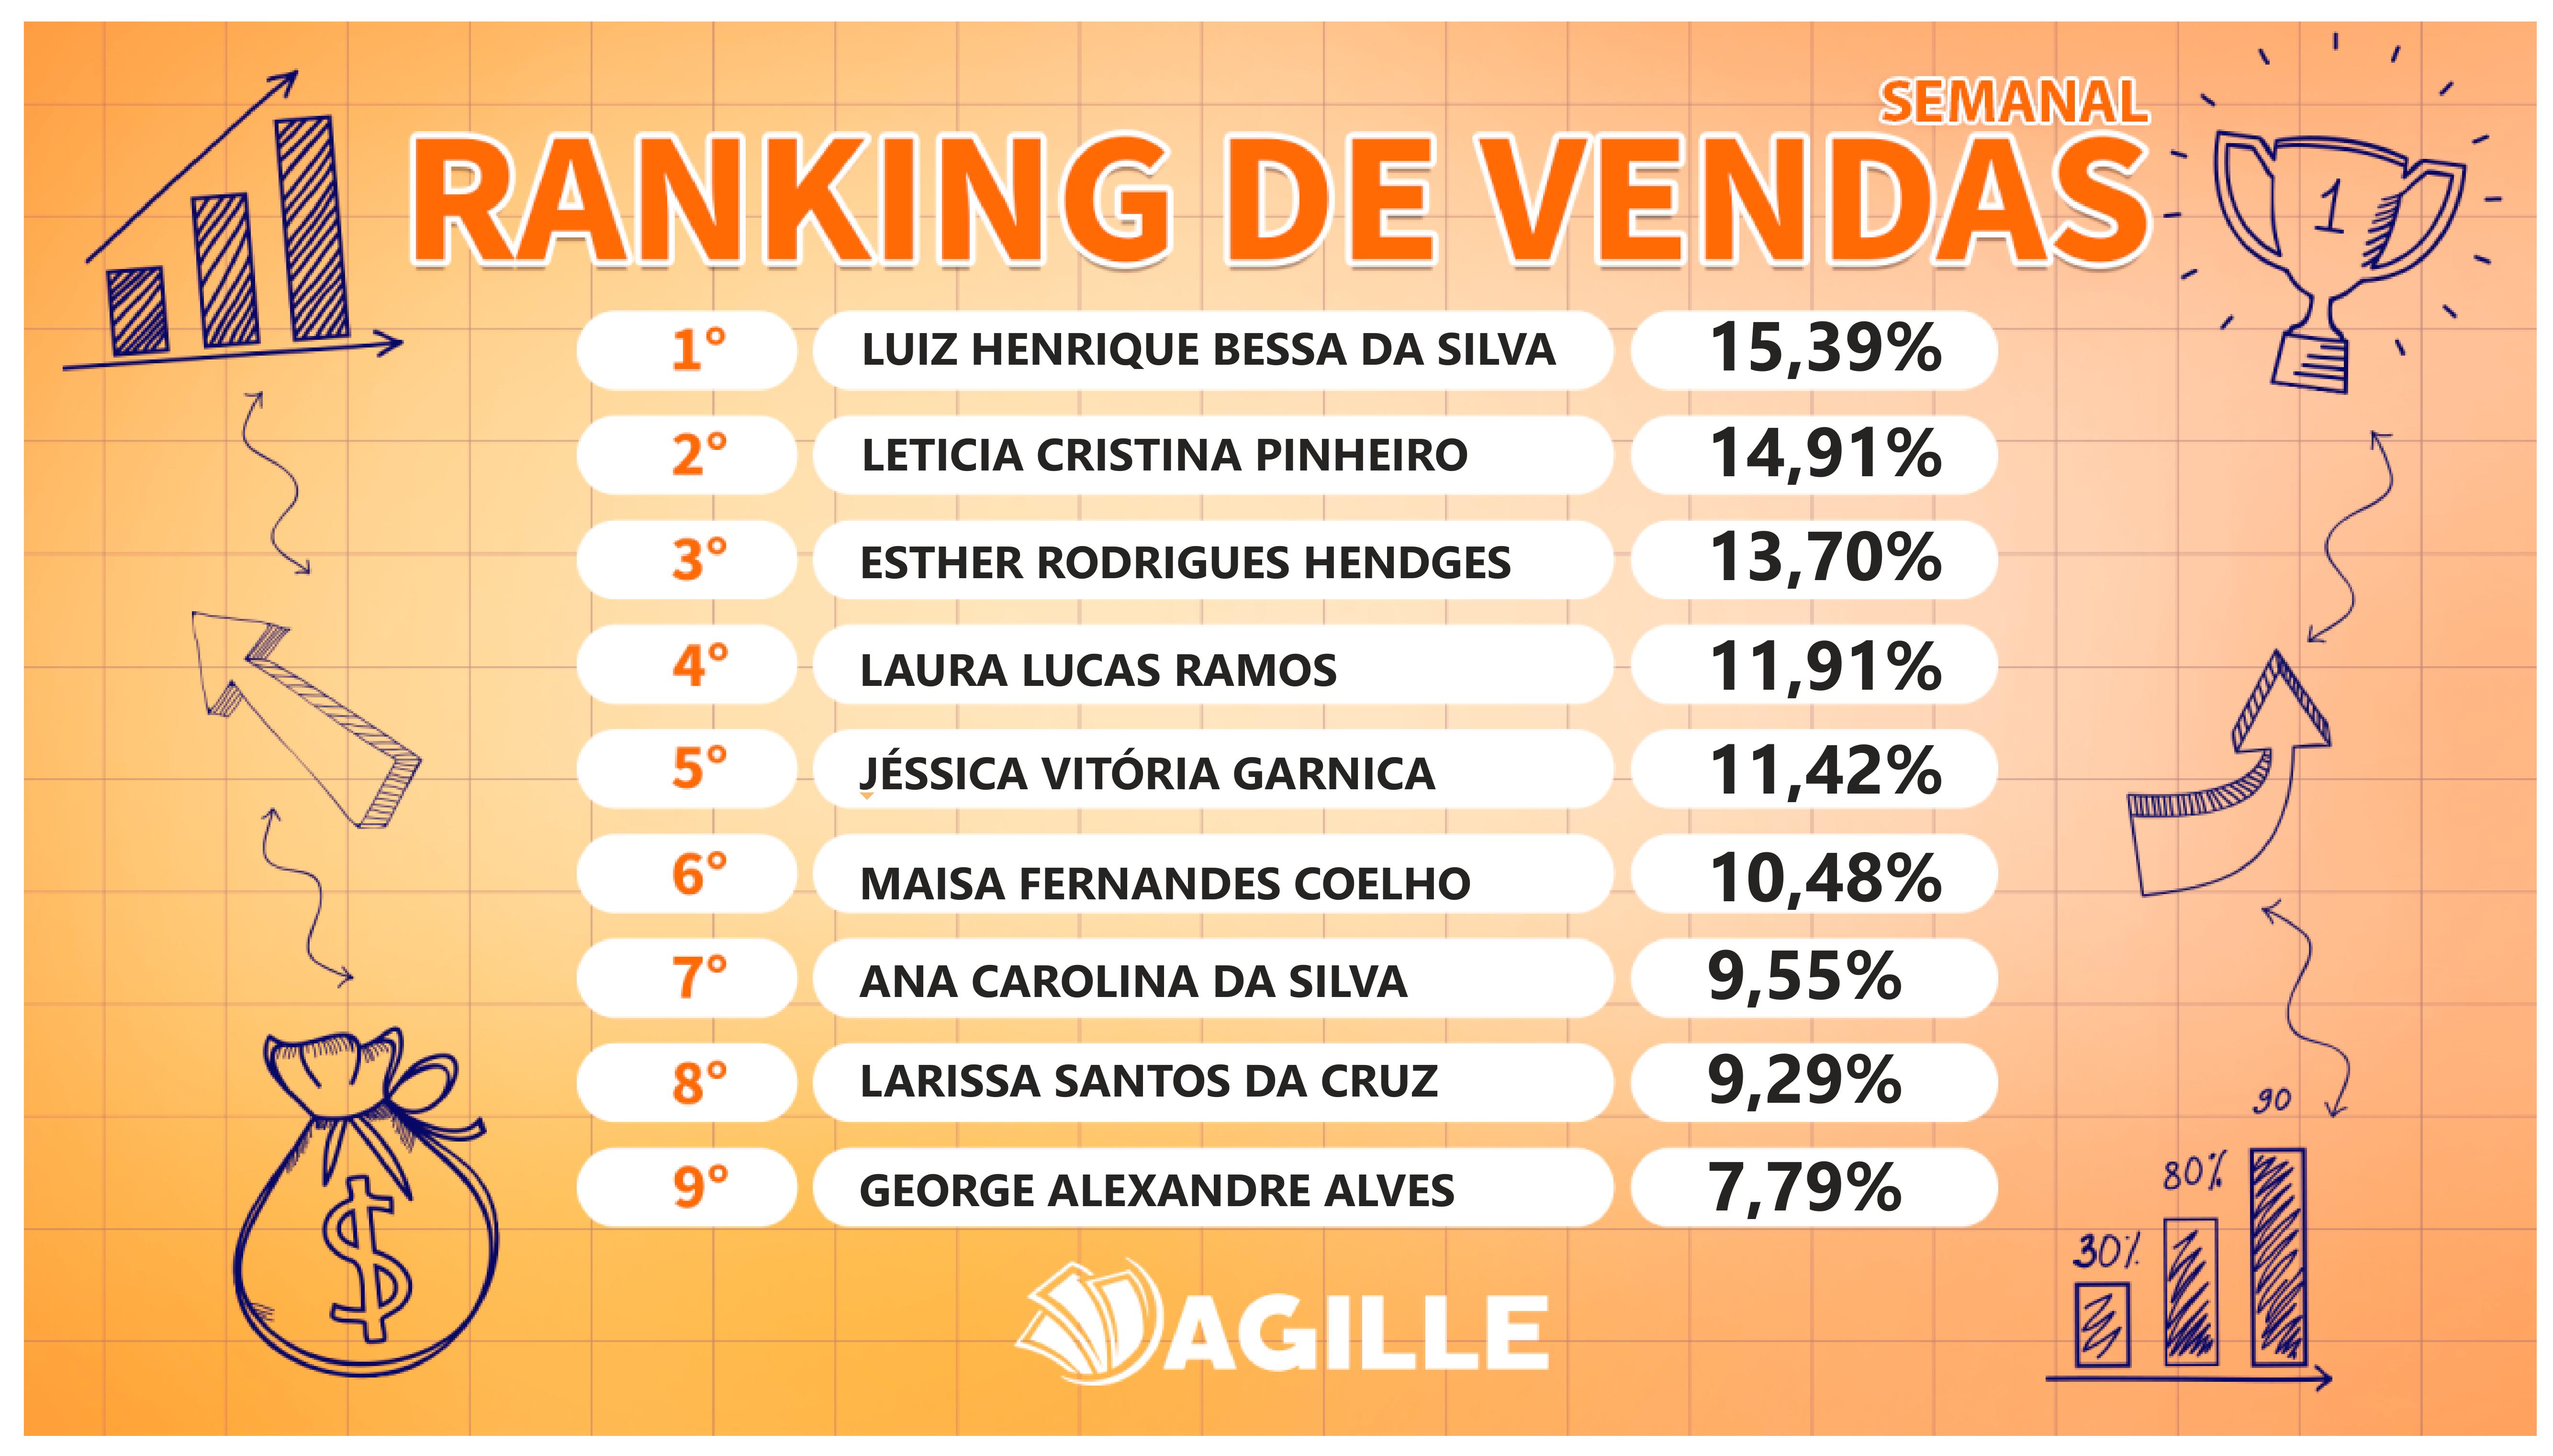 SEMANAL
RANKING DE VENDAS
1° LUIZ HENRIQUE BESSA DA SILVA 15,39%
2° LETICIA CRISTINA PINHEIRO 14,91%
3° ESTHER RODRIGUES HENDGES 13,70%
4° LAURA LUCAS RAMOS 11,91%
5° JÉSSICA VITÓRIA GARNICA 11,42%
6° MAISA FERNANDES COELHO 10,48%
7° ANA CAROLINA DA SILVA 9,55%
8° LARISSA SANTOS DA CRUZ 9,29%
9° GEORGE ALEXANDRE ALVES 7,79%
AGILLE
1
$
30%
80%
90